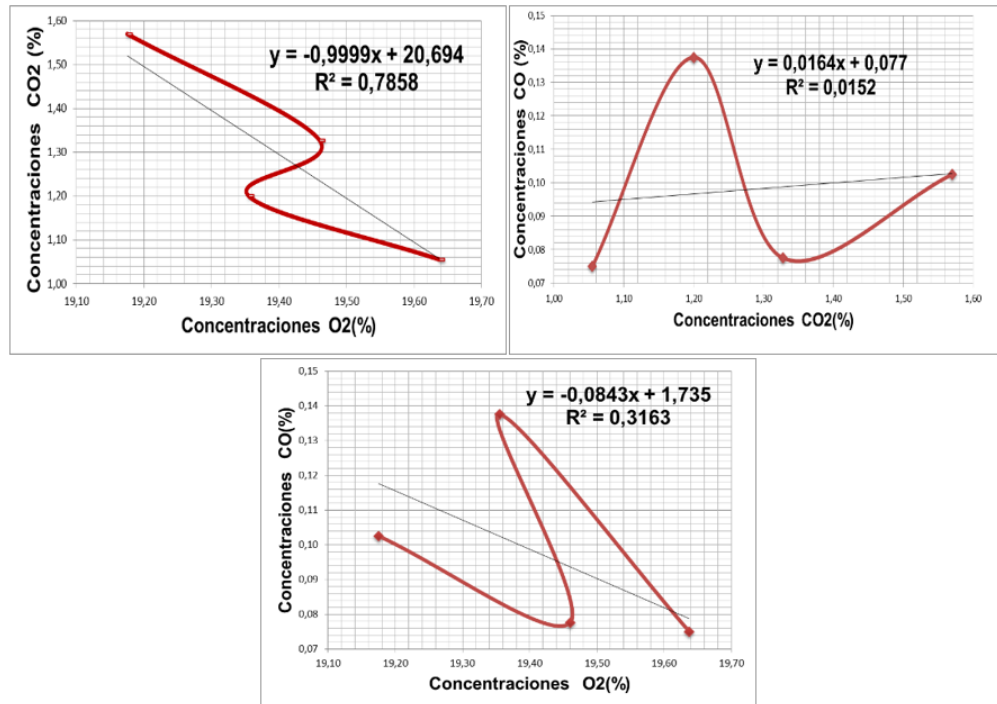 1,60
1,50
1,40
1,30
1,20
1,10
1,00
Concentraciones CO2 (%)
y = -0,9999x + 20,694
R² = 0,7858
19,10 19,20 19,30 19,40 19,50 19,60 19,70
Concentraciones O2(%)
0,15
0,14
0,13
0,12
0,11
0,10
0,09
0,08
0,07
Concentraciones CO (%)
y = 0,0164x + 0,077
R² = 0,0152
1,00 1,10 1,20 1,30 1,40 1,50 1,60
Concentraciones CO2(%)
0,15
0,14
0,13
0,12
0,11
0,10
0,09
0,08
0,07
Concentraciones CO(%)
y = -0,0843x + 1,735
R² = 0,3163
19,10 19,20 19,30 19,40 19,50 19,60 19,70
Concentraciones O2(%)